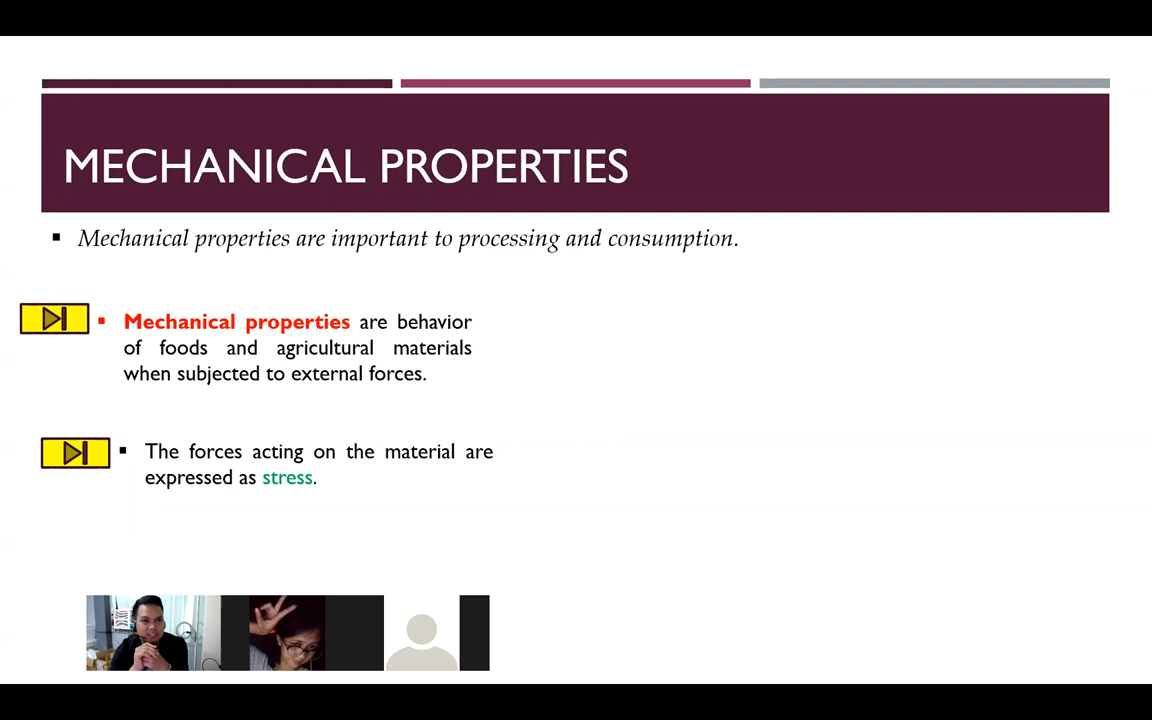 MECHANICAL PROPERTIES
Mechanical properties are important to processing and consumption.
Mechanical properties are behavior
of foods and agricultural materials
when subjected to external forces.
The forces acting on the material are
expressed as stress.